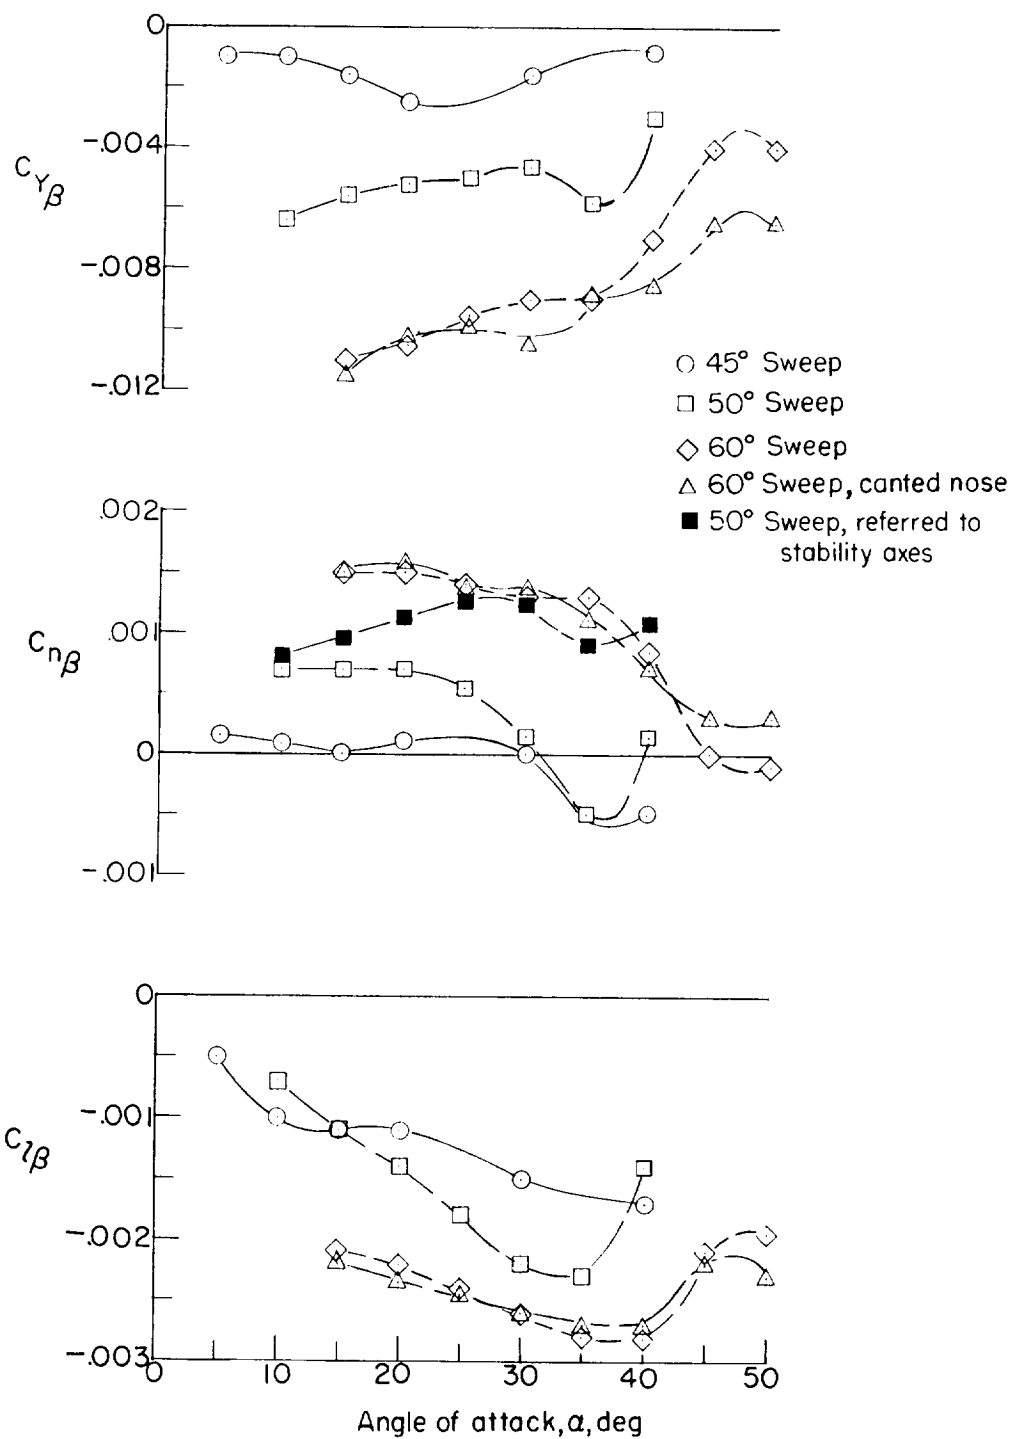 0
-.004
CYβ
-.008
-.012
45° Sweep
50° Sweep
60° Sweep
60° Sweep, canted nose
50° Sweep, referred to
stability axes
.002
.001
Cnβ
0
-.001
0
-.001
Clβ
-.002
-.003
0 10 20 30 40 50
Angle of attack, α, deg